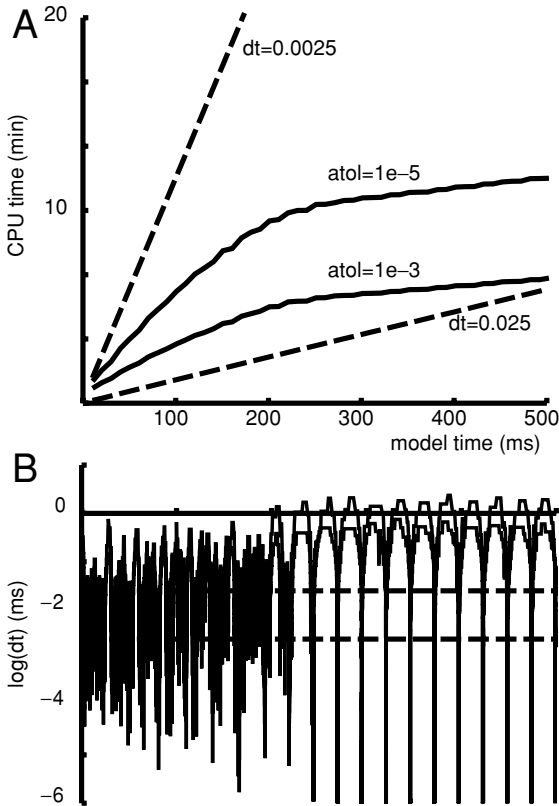 A
20
dt=0.0025
CPU time (min)
atol=1e−5
10
atol=1e−3
dt=0.025
100
200
300
400
500
model time (ms)
B
0
−2
−4
−6
log(dt) (ms)